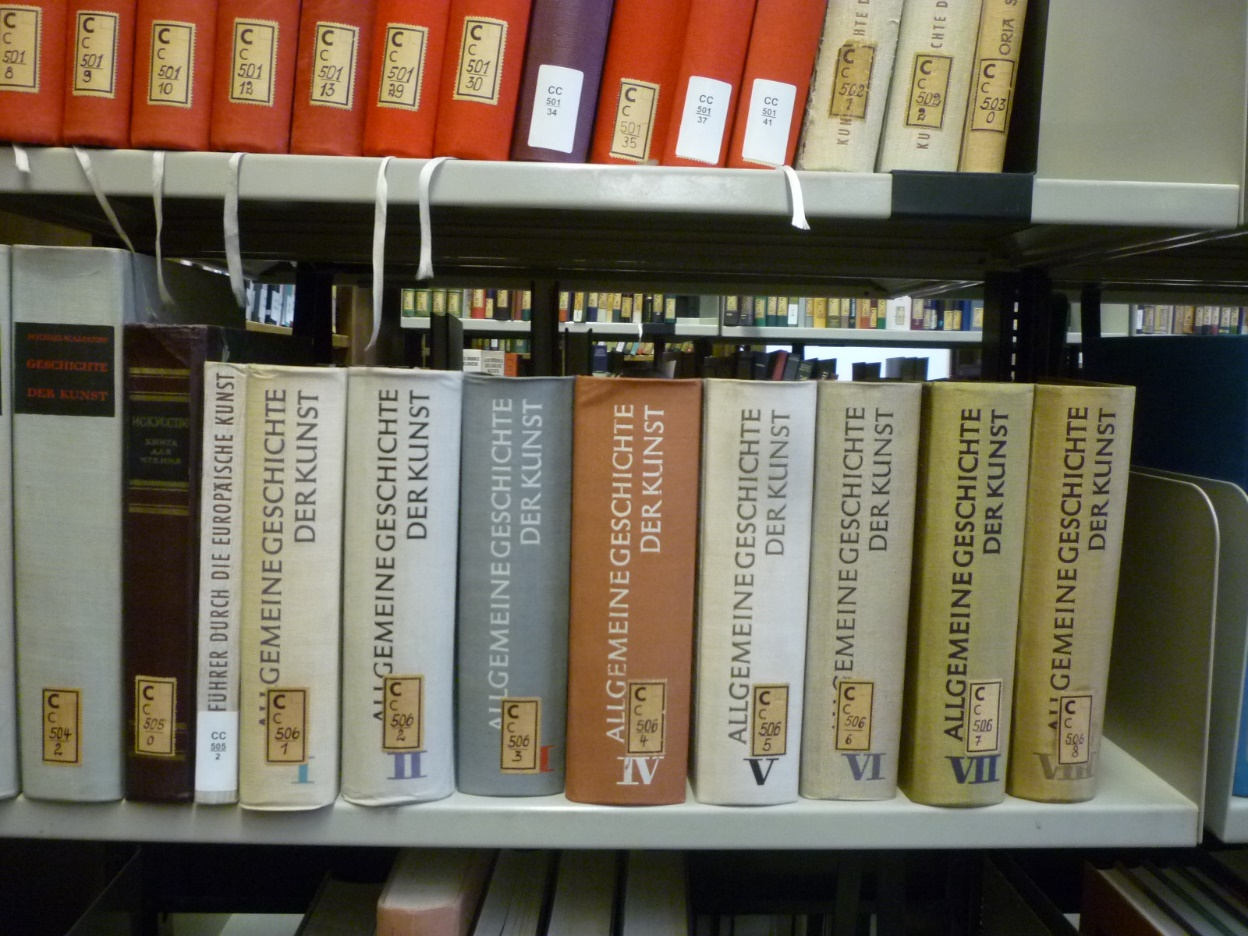 C
C
501
8
C
C
501
9
C
C
501
10
C
C
501
12
C
C
501
13
C
C
501
29
C
C
501
30
CC
501
34
C
C
501
35
CC
501
37
CC
501
41
C
C
502
1
C
C
502
2
C
C
503
0
GESCHICHTE
DER KUNST
C
C
504
2
C
C
505
0
FÜHRER DURCH DIE EUROPÄISCHE KUNST
CC
505
2
ALLGEMEINE GESCHICHTE
DER KUNST
C
C
506
1
I
ALLGEMEINE GESCHICHTE
DER KUNST
C
C
506
2
II
ALLGEMEINE GESCHICHTE
DER KUNST
C
C
506
3
I
ALLGEMEINE GESCHICHTE
DER KUNST
C
C
506
4
IV
ALLGEMEINE GESCHICHTE
DER KUNST
C
C
506
5
V
GEMEINE GESCHICHTE
DER KUNST
C
C
506
6
VI
ALLGEMEINE GESCHICHTE
DER KUNST
C
C
506
7
VII
ALLGEMEINE GESCHICHTE
DER KUNST
C
C
506
8
VIII